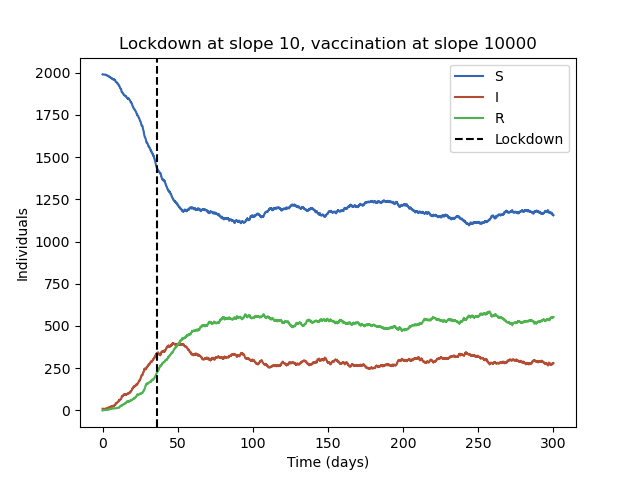 Lockdown at slope 10, vaccination at slope 10000
2000
1750
1500
1250
1000
750
500
250
0
Individuals
S
I
R
Lockdown
0 50 100 150 200 250 300
Time (days)